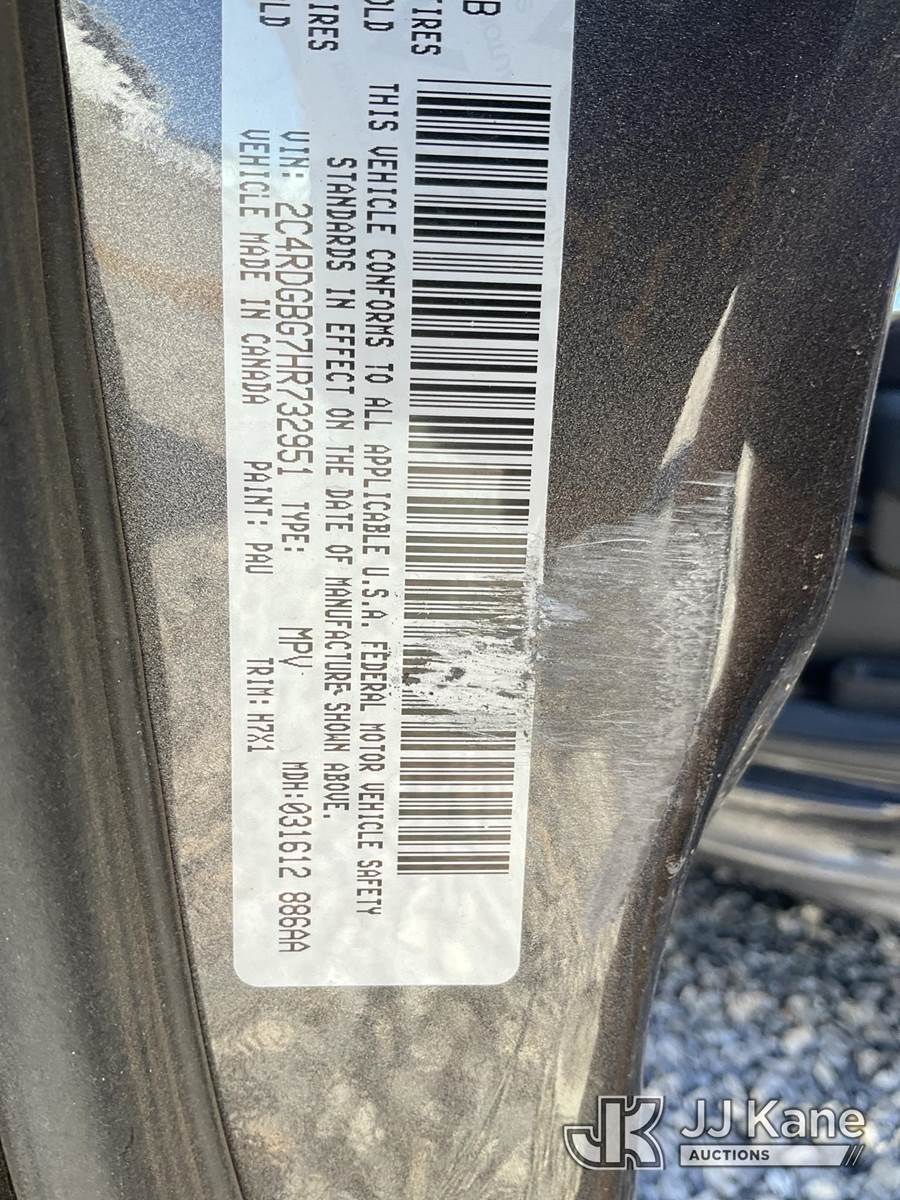 B
TIRES
OLD
IRES
LD
THIS VEHICLE CONFORMS TO ALL APPLICABLE U.S.A. FEDERAL MOTOR VEHICLE SAFETY
STANDARDS IN EFFECT ON THE DATE OF MANUFACTURE SHOWN ABOVE.
VIN: 2C4RDGBG7HR732951 TYPE: MPV MDH:031612 886AA
VEHICLE MADE IN CANADA PAINT: PAU TRIM: H7X1
JK JJ Kane
AUCTIONS